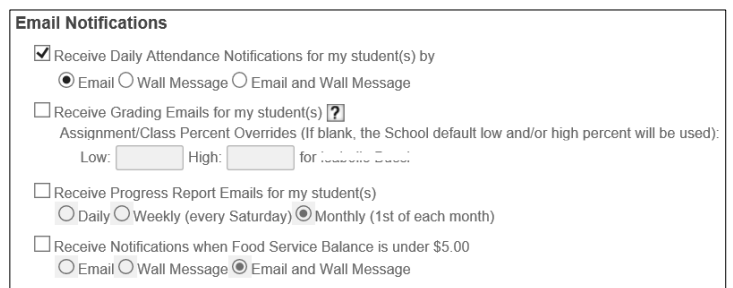 Email Notifications
Receive Daily Attendance Notifications for my student(s) by
Email Wall Message Email and Wall Message
Receive Grading Emails for my student(s) ?
Assignment/Class Percent Overrides (If blank, the School default low and/or high percent will be used):
Low: High: for
Receive Progress Report Emails for my student(s)
Daily Weekly (every Saturday) Monthly (1st of each month)
Receive Notifications when Food Service Balance is under $5.00
Email Wall Message Email and Wall Message